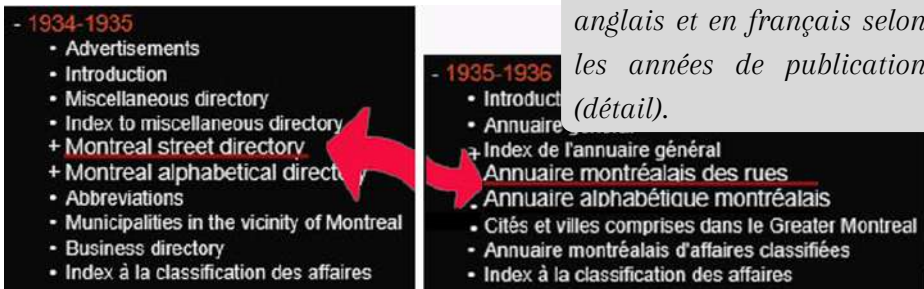 - 1934-1935
• Advertisements
• Introduction
• Miscellaneous directory
• Index to miscellaneous directory
+ Montreal street directory
+ Montreal alphabetical
• Abbreviations
• Municipalities in the vicinity of Montreal
• Business directory
• Index à la classification des affaires
anglais et en français selon
les années de publication
(détail).
- 1935-1936
•
• Annuaire
+ Index de l'annuaire général
Annuaire montréalais des rues
• Annuaire alphabétique montréalais
• Cités et villes comprises dans le Greater Montreal
• Annuaire montréalais d'affaires classifiées
• Index à la classification des affaires